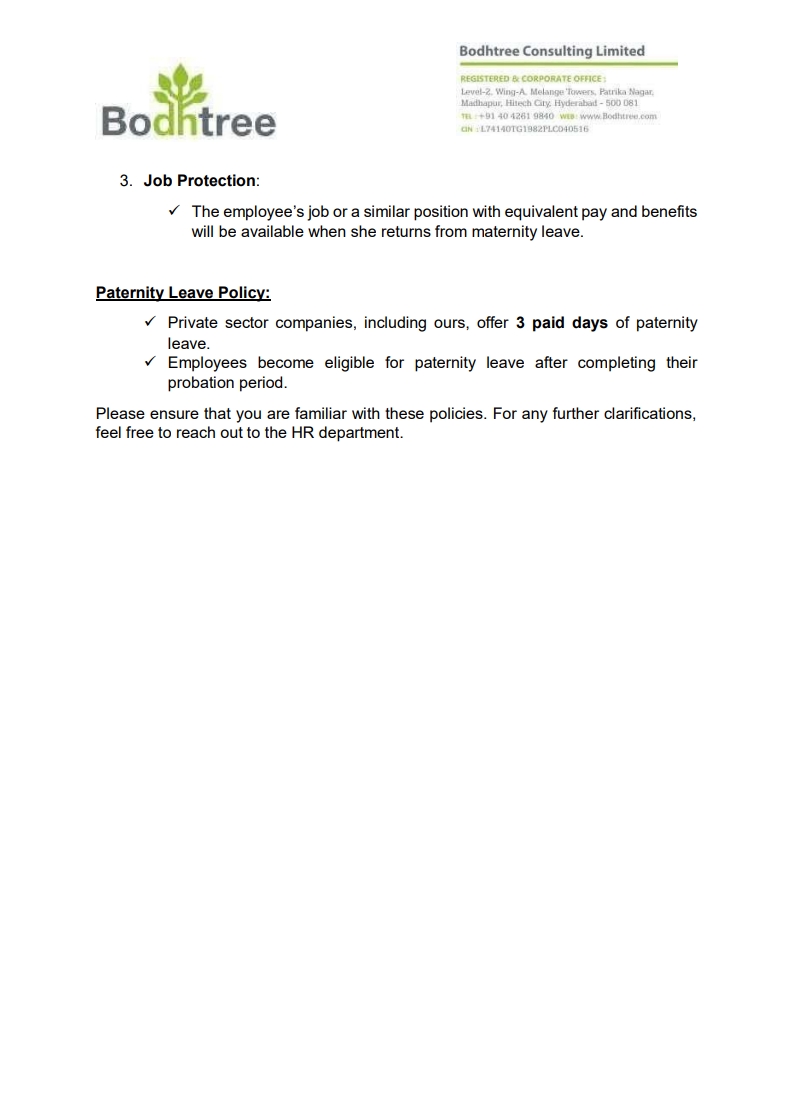 Bodhtree
Bodhtree Consulting Limited
REGISTERED & CORPORATE OFFICE :
Level-2, Wing-A, Melange Towers, Patrika Nagar,
Madhapur, Hitech City, Hyderabad - 500 081
TEL : +91 40 4261 9840 WEB : www.Bodhtree.com
CIN : L74140TG1982PLC040516
3. Job Protection:
✓ The employee’s job or a similar position with equivalent pay and benefits
will be available when she returns from maternity leave.
Paternity Leave Policy:
✓ Private sector companies, including ours, offer 3 paid days of paternity
leave.
✓ Employees become eligible for paternity leave after completing their
probation period.
Please ensure that you are familiar with these policies. For any further clarifications,
feel free to reach out to the HR department.